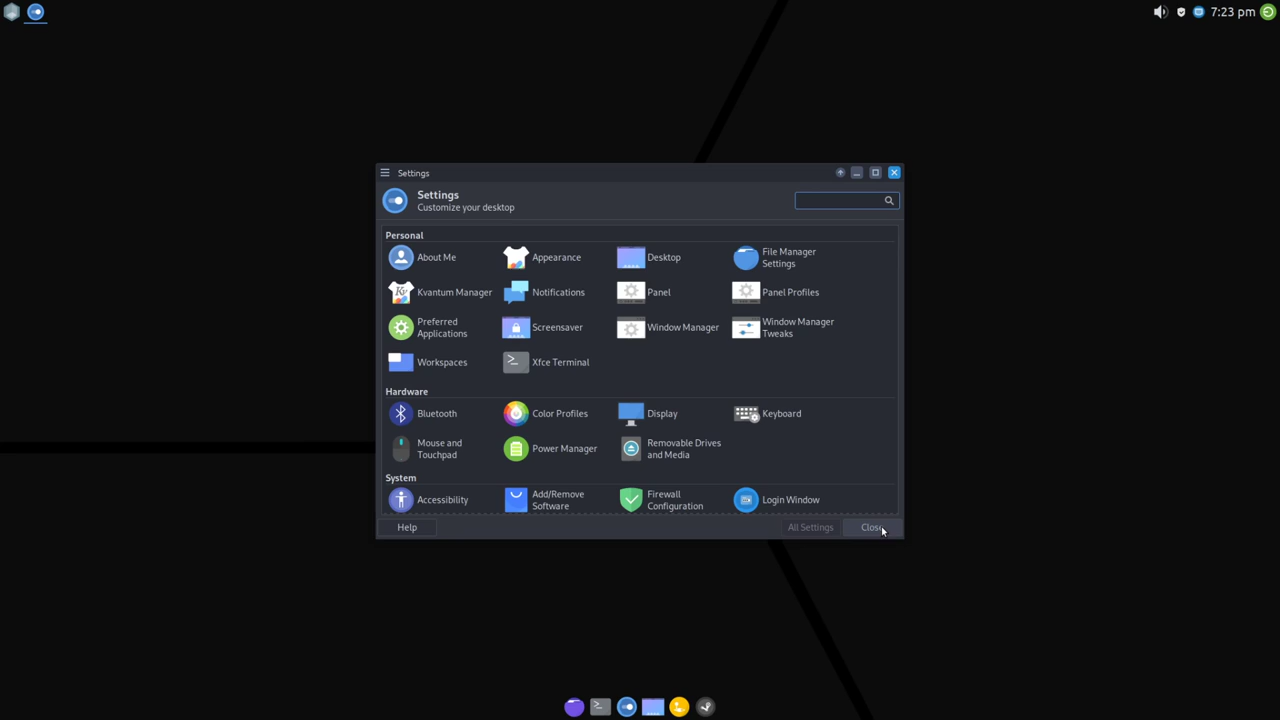 7:23 pm
Settings
Settings
Customize your desktop
Personal
About Me
Appearance
Desktop
File Manager
Settings
Kvantum Manager
Notifications
Panel
Panel Profiles
Preferred
Applications
Screensaver
Window Manager
Window Manager
Tweaks
Workspaces
Xfce Terminal
Hardware
Bluetooth
Color Profiles
Display
Keyboard
Mouse and
Touchpad
Power Manager
Removable Drives
and Media
System
Accessibility
Add/Remove
Software
Firewall
Configuration
Login Window
Help
All Settings
Close